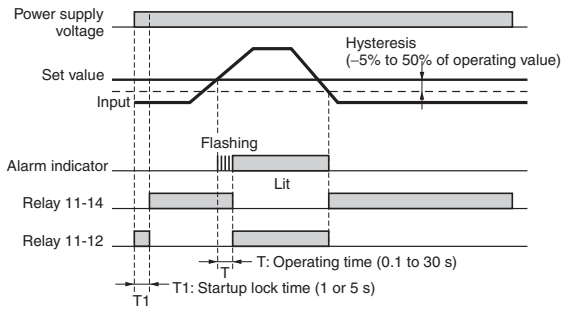 Power supply
voltage
Hysteresis
(−5% to 50% of operating value)
Set value
Input
Flashing
Alarm indicator
Lit
Relay 11-14
Relay 11-12
T
T: Operating time (0.1 to 30 s)
T1
T1: Startup lock time (1 or 5 s)